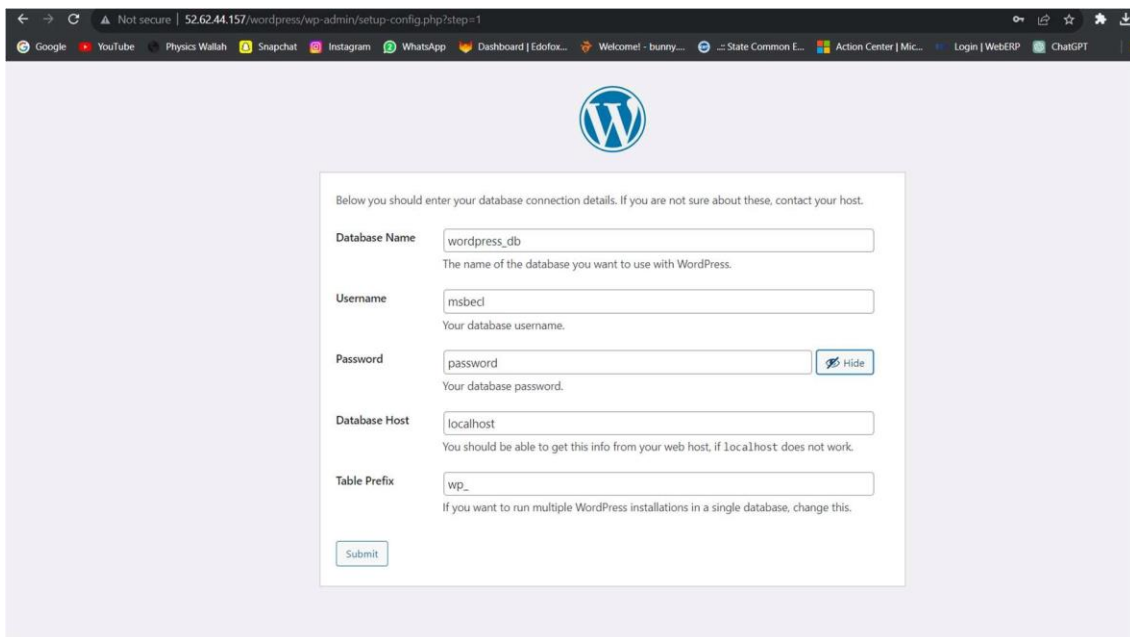 Not secure | 52.62.44.157/wordpress/wp-admin/setup-config.php?step=1
Google YouTube Physics Wallah Snapchat Instagram WhatsApp Dashboard | Edofox... Welcome! - bunny.... ..:: State Common E... Action Center | Mic... Login | WebERP ChatGPT
Below you should enter your database connection details. If you are not sure about these, contact your host.
Database Name wordpress_db
The name of the database you want to use with WordPress.
Username msbecl
Your database username.
Password password Hide
Your database password.
Database Host localhost
You should be able to get this info from your web host, if localhost does not work.
Table Prefix wp_
If you want to run multiple WordPress installations in a single database, change this.
Submit